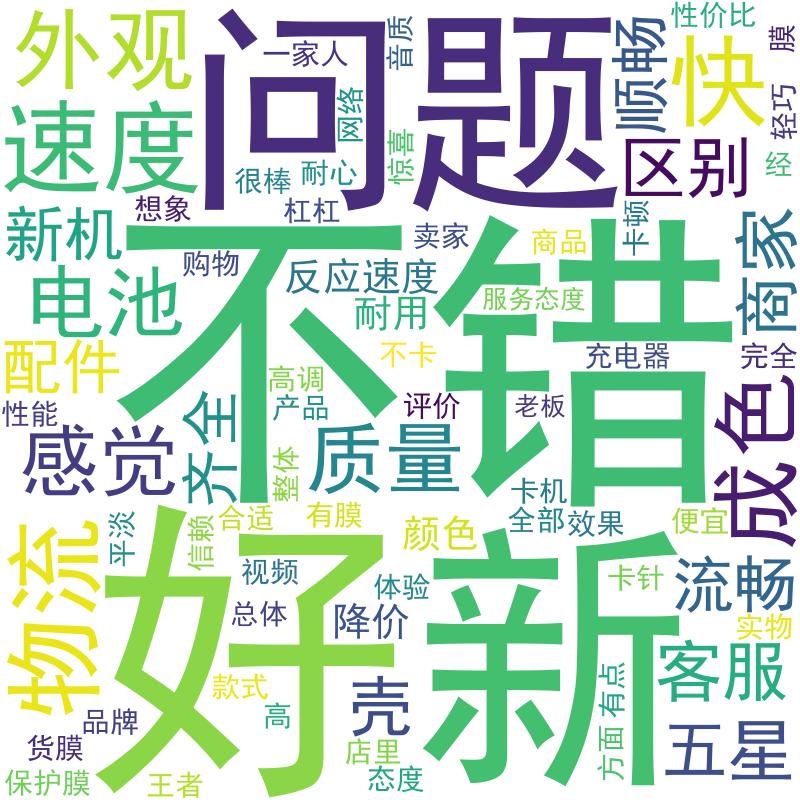 外观
问题
一家人
音质
顺畅
性价比
膜
速度
网络
快
轻巧
很棒
耐心
惊喜
区别
经
想象
杠杠
卖家
卡顿
商品
新机
不错
购物
反应速度
商家
电池
耐用
服务态度
配件
不卡
充电器
完全
高调
性能
产品
评价
老板
成色
感觉
齐全
整体
质量
卡机
平淡
信赖
合适
有膜
颜色
全部
效果
便宜
物流
好
新
视频
体验
卡针
流畅
总体
降价
实物
款式
壳
客服
有点
方面
高
品牌
货膜
店里
五星
保护膜
王者
态度